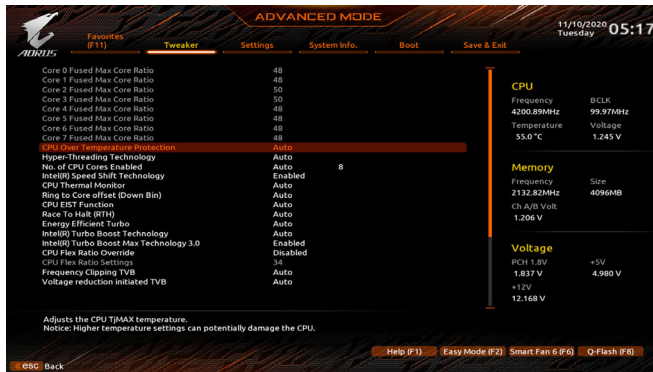 ADVANCED MODE
11/10/2020
Tuesday 05:17
AORUS
Favorites
(F11) Tweaker Settings System Info. Boot Save & Exit
Core 0 Fused Max Core Ratio 48
Core 1 Fused Max Core Ratio 48
Core 2 Fused Max Core Ratio 50
Core 3 Fused Max Core Ratio 50
Core 4 Fused Max Core Ratio 48
Core 5 Fused Max Core Ratio 48
Core 6 Fused Max Core Ratio 48
Core 7 Fused Max Core Ratio 48
CPU Over Temperature Protection Auto
Hyper-Threading Technology Auto
No. of CPU Cores Enabled Auto 8
Intel(R) Speed Shift Technology Enabled
CPU Thermal Monitor Auto
Ring to Core offset (Down Bin) Auto
CPU EIST Function Auto
Race To Halt (RTH) Auto
Energy Efficient Turbo Auto
Intel(R) Turbo Boost Technology Auto
Intel(R) Turbo Boost Max Technology 3.0 Enabled
CPU Flex Ratio Override Disabled
CPU Flex Ratio Settings 34
Frequency Clipping TVB Auto
Voltage reduction initiated TVB Auto
CPU
Frequency BCLK
4200.89MHz 99.97MHz
Temperature Voltage
55.0 °C 1.245 V
Memory
Frequency Size
2132.82MHz 4096MB
Ch A/B Volt
1.206 V
Voltage
PCH 1.8V +5V
1.837 V 4.980 V
+12V
12.168 V
Adjusts the CPU TjMAX temperature.
Notice: Higher temperature settings can potentially damage the CPU.
Help (F1) Easy Mode (F2) Smart Fan 6 (F6) Q-Flash (F8)
esc Back